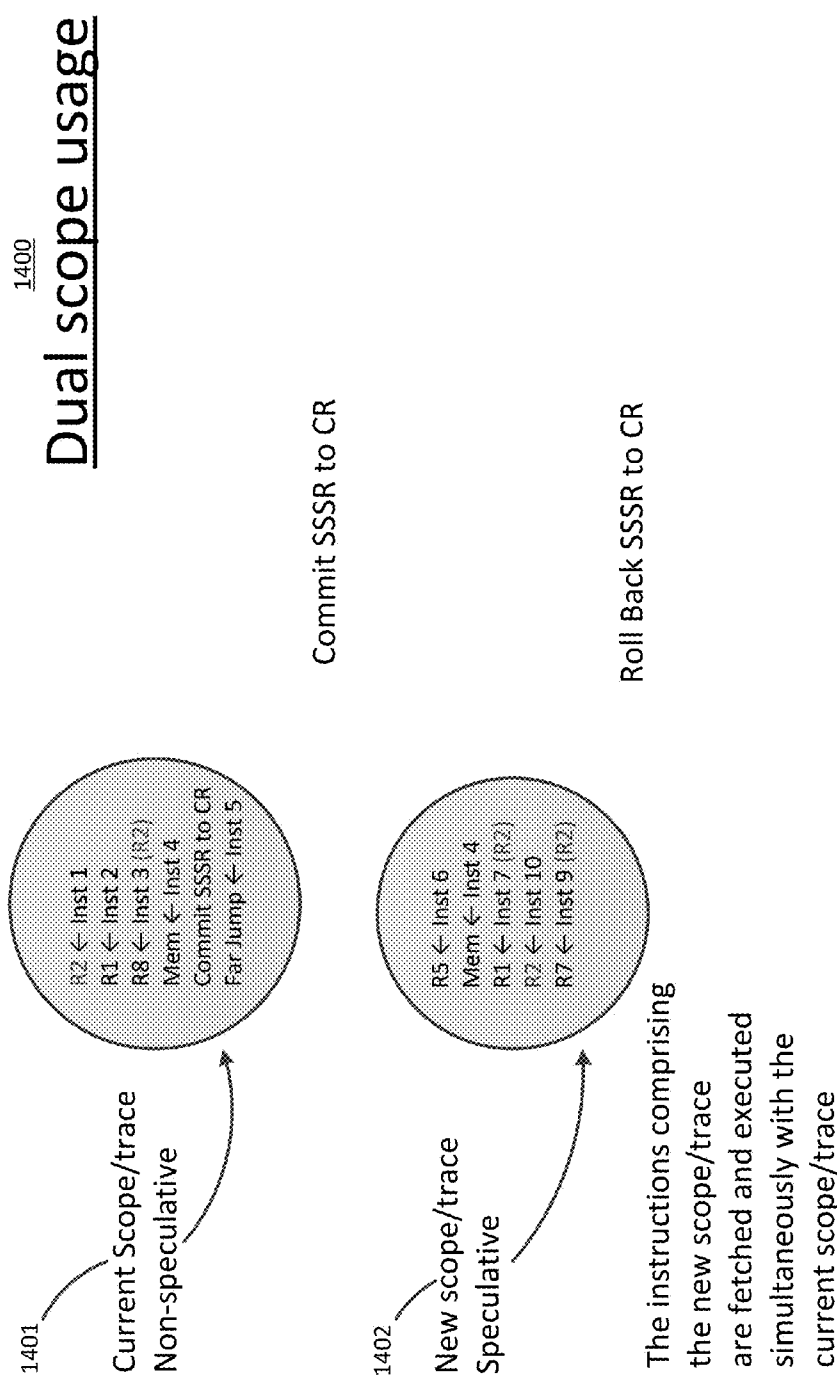 1400
Dual scope usage
1401
Current Scope/trace
Non-speculative
R2 ← Inst 1
R1 ← Inst 2
R8 ← Inst 3 (R2)
Mem ← Inst 4
Commit SSSR to CR
Far Jump ← Inst 5
Commit SSSR to CR
1402
New scope/trace
Speculative
R5 ← Inst 6
Mem ← Inst 4
R1 ← Inst 7 (R2)
R2 ← Inst 10
R7 ← Inst 9 (R2)
Roll Back SSSR to CR
The instructions comprising
the new scope/trace
are fetched and executed
simultaneously with the
current scope/trace